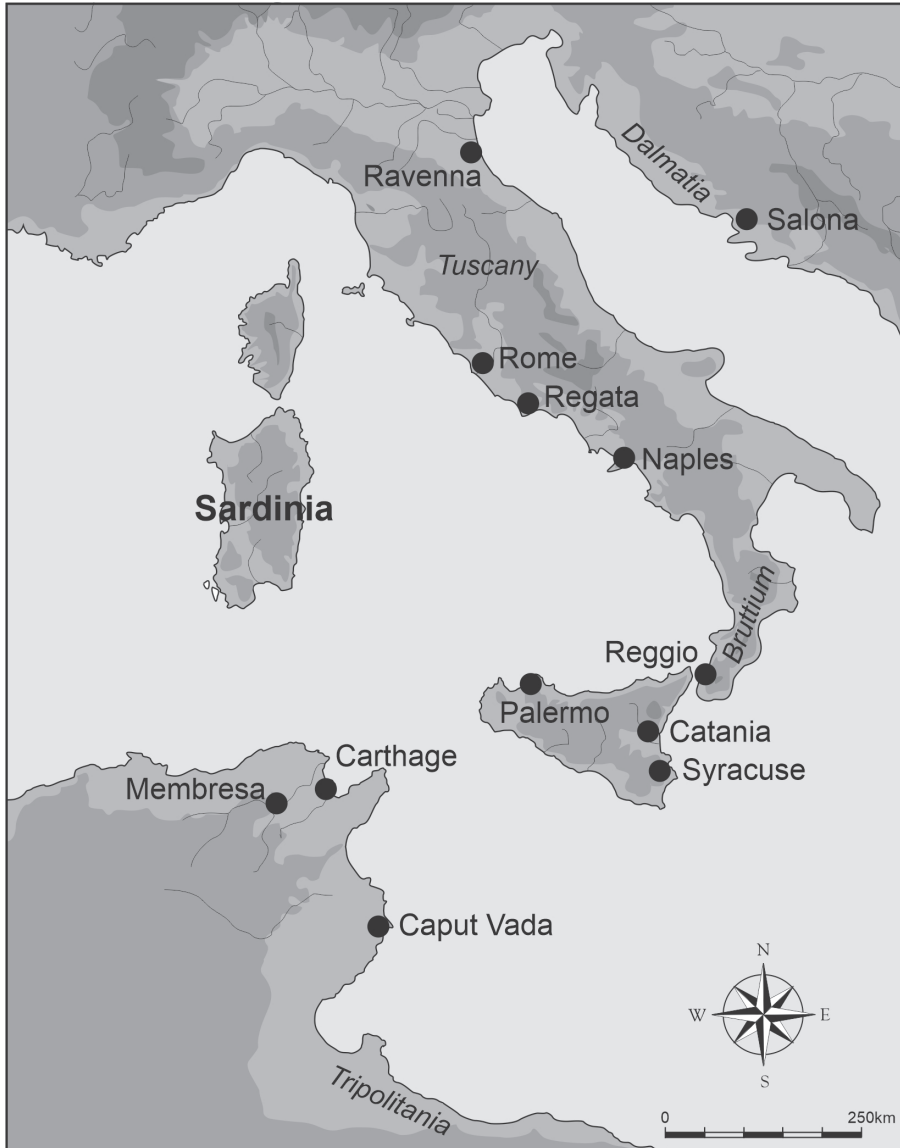 Dalmatia
Ravenna
Salona
Tuscany
Rome
Regata
Naples
Sardinia
Bruttium
Reggio
Palermo
Catania
Carthage
Syracuse
Membresa
Caput Vada
N
W E
S
Tripolitania
0 250km